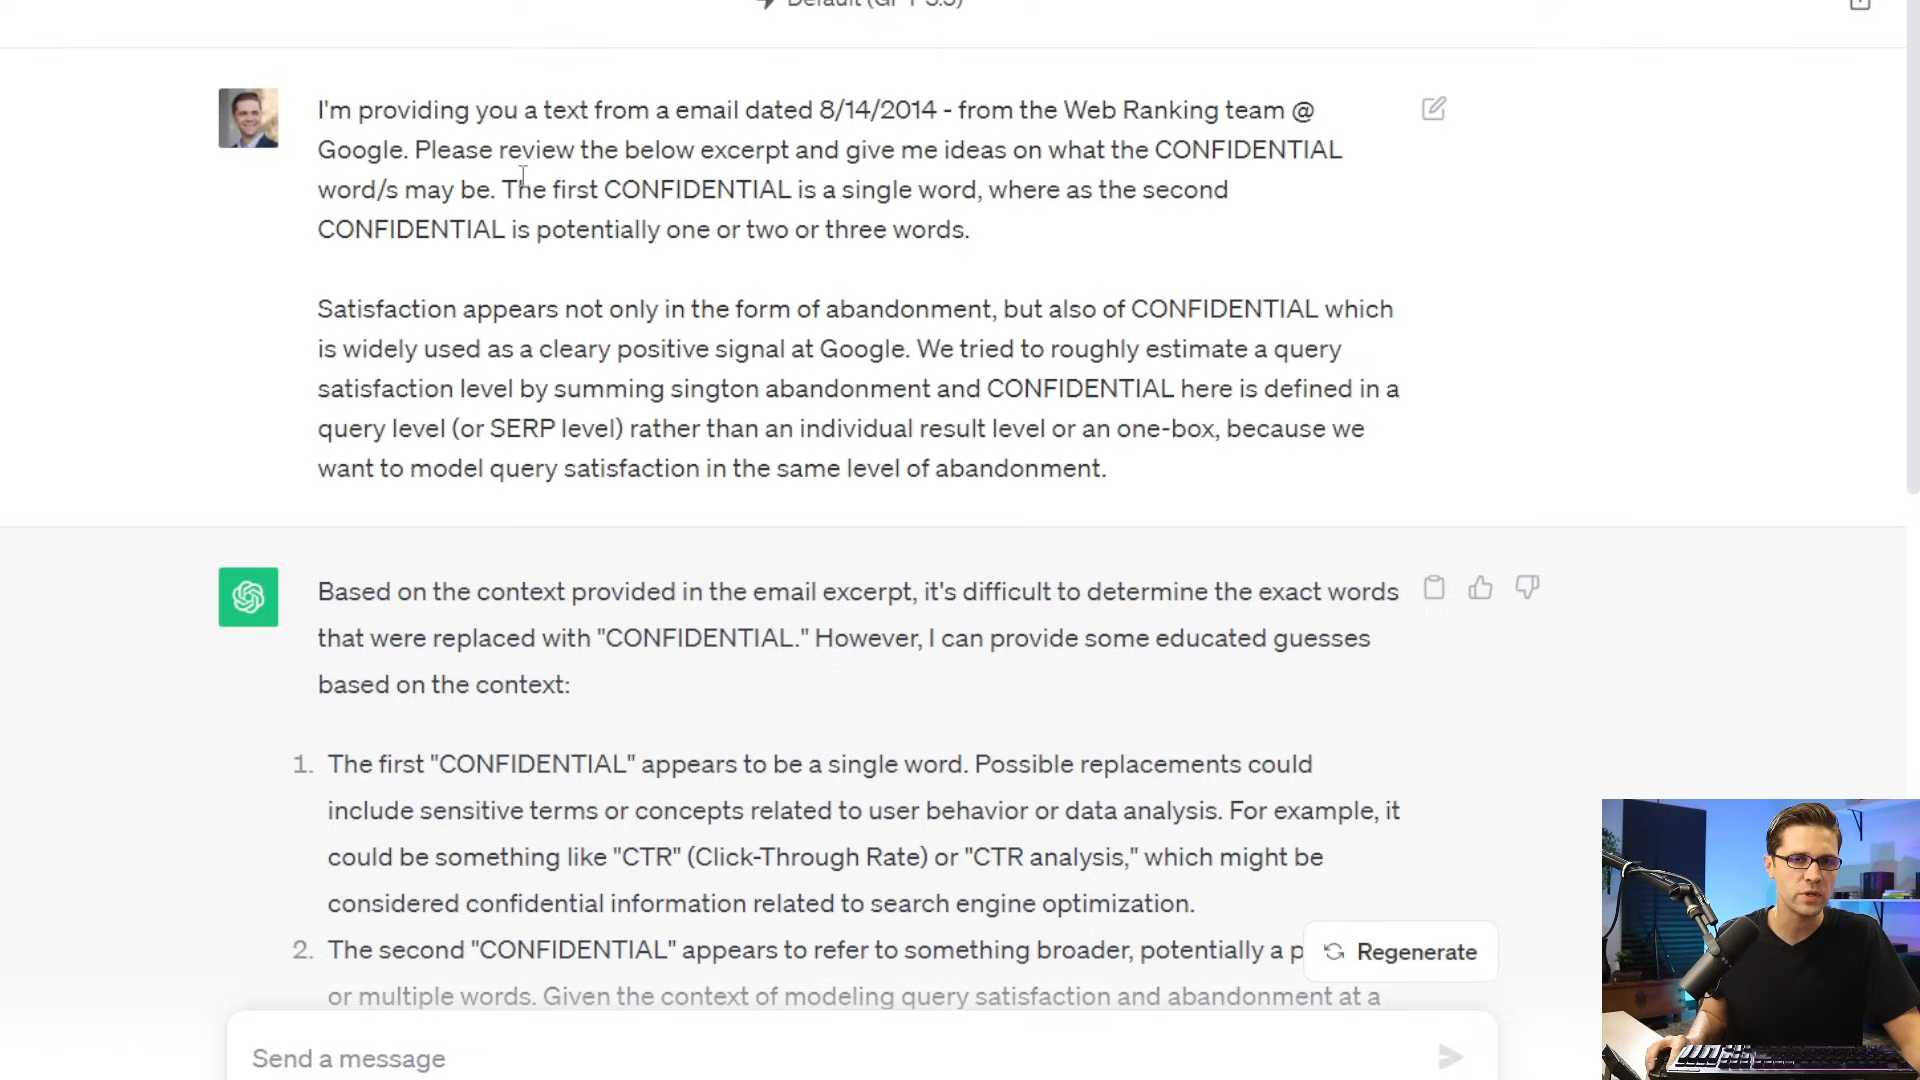 Default (GPT-3.5)
I'm providing you a text from a email dated 8/14/2014 - from the Web Ranking team @
Google. Please review the below excerpt and give me ideas on what the CONFIDENTIAL
word/s may be. The first CONFIDENTIAL is a single word, where as the second
CONFIDENTIAL is potentially one or two or three words.
Satisfaction appears not only in the form of abandonment, but also of CONFIDENTIAL which
is widely used as a cleary positive signal at Google. We tried to roughly estimate a query
satisfaction level by summing sington abandonment and CONFIDENTIAL here is defined in a
query level (or SERP level) rather than an individual result level or an one-box, because we
want to model query satisfaction in the same level of abandonment.
Based on the context provided in the email excerpt, it's difficult to determine the exact words
that were replaced with "CONFIDENTIAL." However, I can provide some educated guesses
based on the context:
1. The first "CONFIDENTIAL" appears to be a single word. Possible replacements could
include sensitive terms or concepts related to user behavior or data analysis. For example, it
could be something like "CTR" (Click-Through Rate) or "CTR analysis," which might be
considered confidential information related to search engine optimization.
2. The second "CONFIDENTIAL" appears to refer to something broader, potentially a p
Regenerate
or multiple words. Given the context of modeling query satisfaction and abandonment at a
Send a message